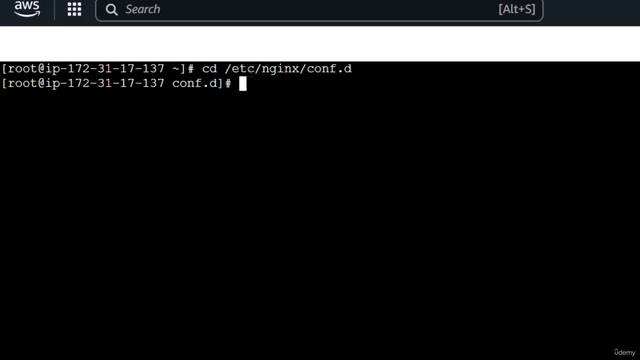 aws
Search
[Alt+S]
[root@ip-172-31-17-137 ~]# cd /etc/nginx/conf.d
[root@ip-172-31-17-137 conf.d]#
ûdemy